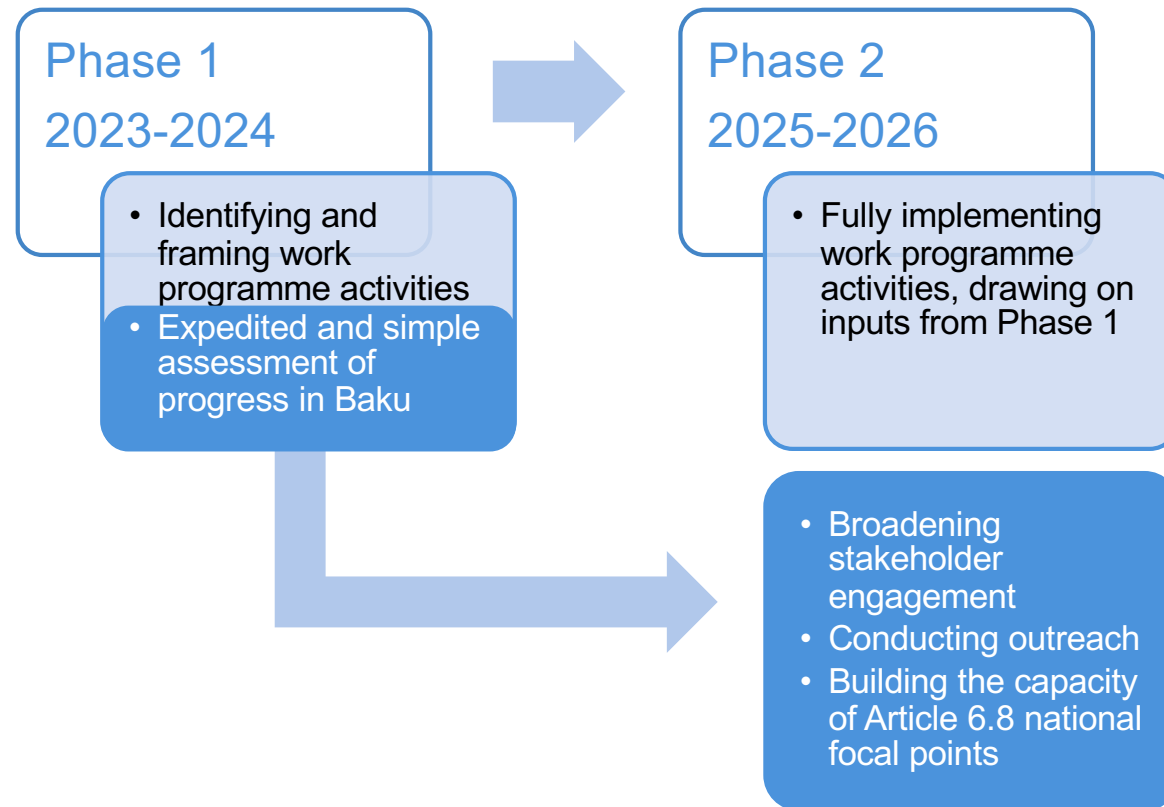 Phase 1
2023-2024
• Identifying and
framing work
programme activities
• Expedited and simple
assessment of
progress in Baku
Phase 2
2025-2026
• Fully implementing
work programme
activities, drawing on
inputs from Phase 1
• Broadening
stakeholder
engagement
• Conducting outreach
• Building the capacity
of Article 6.8 national
focal points